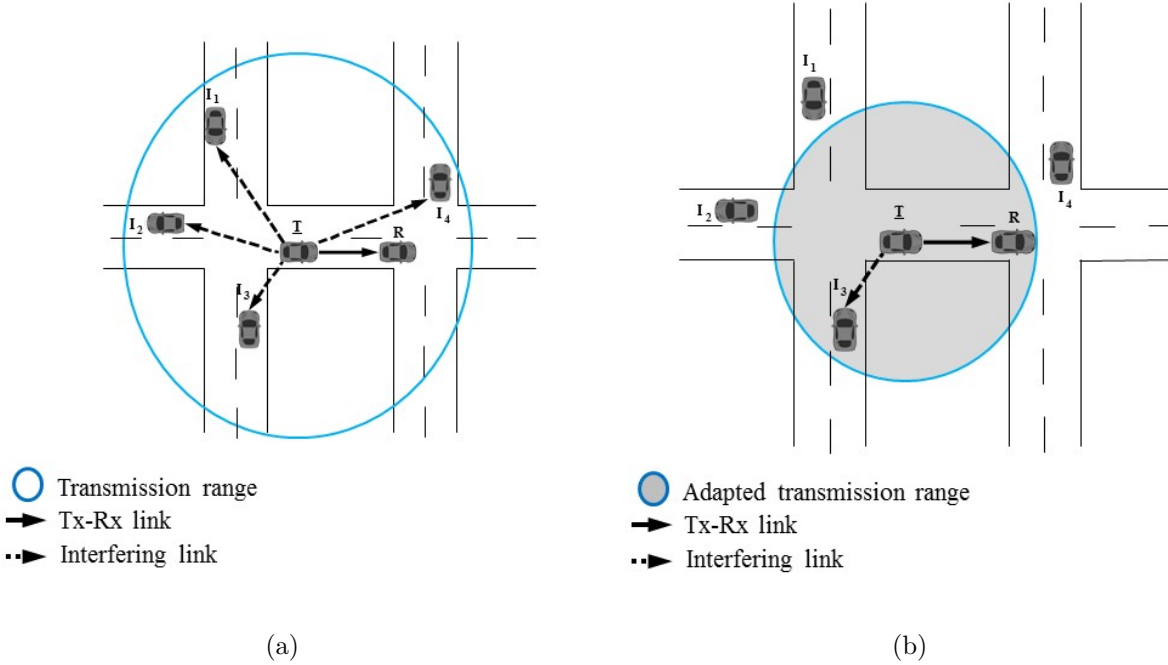 I1
I4
I2
T
R
I3
Transmission range
Tx-Rx link
Interfering link
(a)
I1
I2
T
R
I4
I3
Adapted transmission range
Tx-Rx link
Interfering link
(b)